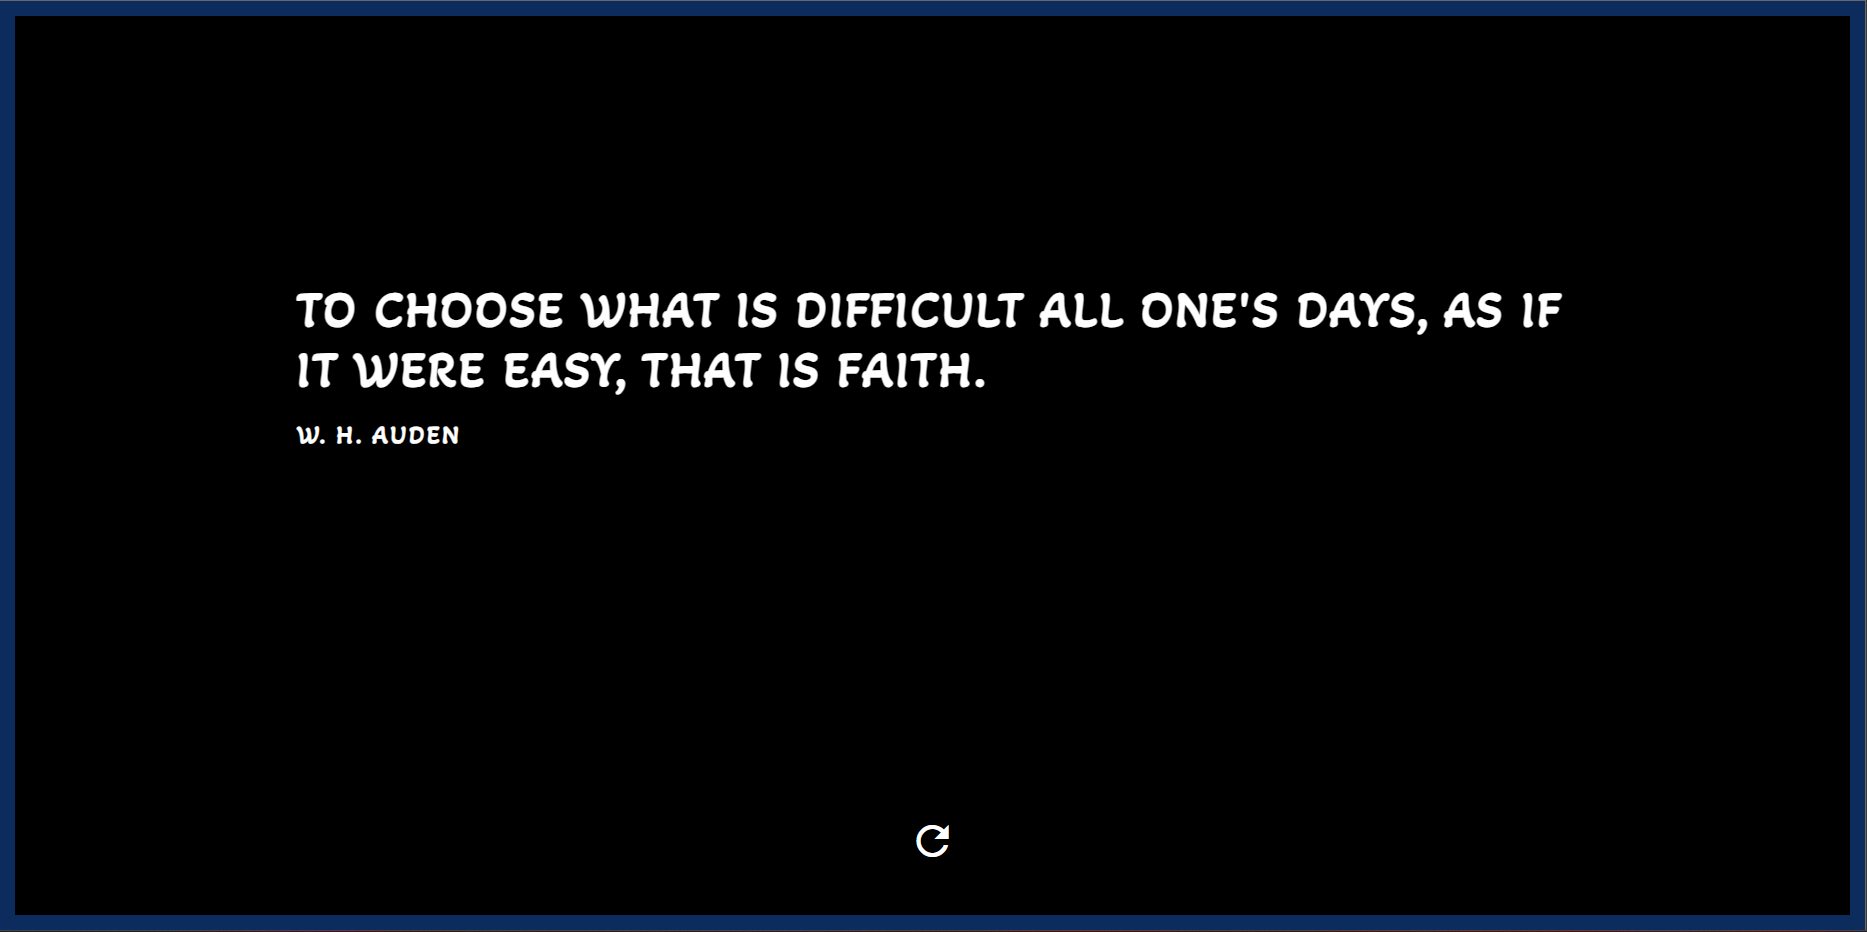 TO CHOOSE WHAT IS DIFFICULT ALL ONE'S DAYS, AS IF
IT WERE EASY, THAT IS FAITH.
W. H. AUDEN